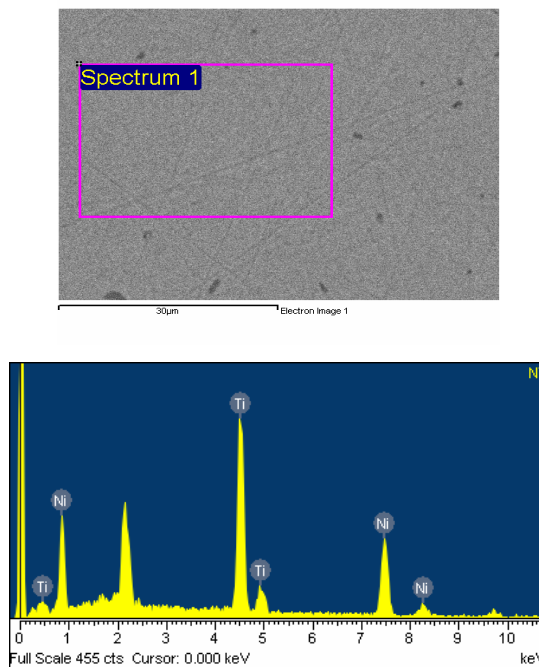 Spectrum 1
30µm Electron Image 1
Ti
Ni
Ti
Ti
Ni
Ni
0 1 2 3 4 5 6 7 8 9 10
Full Scale 455 cts Cursor: 0.000 keV